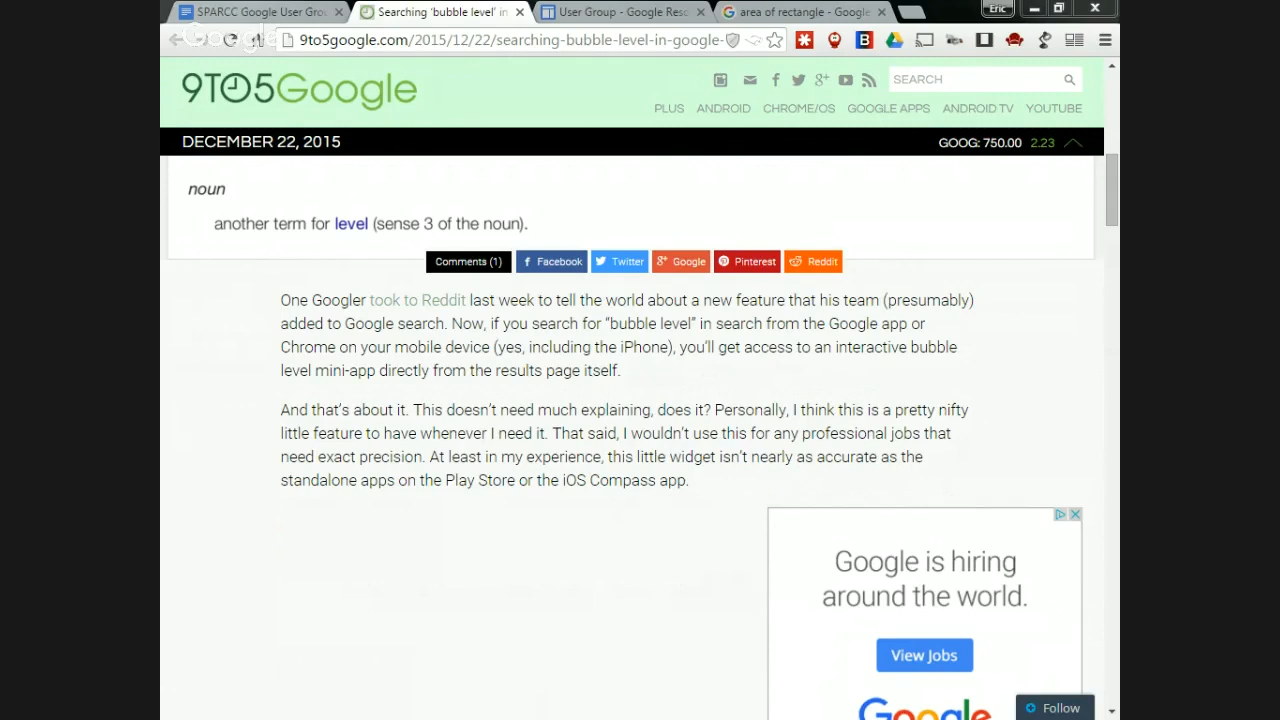 SPARCC Google User Grou
Searching ‘bubble level’ in
User Group - Google Reso
area of rectangle - Google
Eric
9to5google.com/2015/12/22/searching-bubble-level-in-google-
9TO5Google
SEARCH
PLUS ANDROID CHROME/OS GOOGLE APPS ANDROID TV YOUTUBE
DECEMBER 22, 2015
GOOG: 750.00 2.23
noun
another term for level (sense 3 of the noun).
Comments (1) Facebook Twitter Google Pinterest Reddit
One Googler took to Reddit last week to tell the world about a new feature that his team (presumably)
added to Google search. Now, if you search for “bubble level” in search from the Google app or
Chrome on your mobile device (yes, including the iPhone), you’ll get access to an interactive bubble
level mini-app directly from the results page itself.
And that’s about it. This doesn’t need much explaining, does it? Personally, I think this is a pretty nifty
little feature to have whenever I need it. That said, I wouldn’t use this for any professional jobs that
need exact precision. At least in my experience, this little widget isn’t nearly as accurate as the
standalone apps on the Play Store or the iOS Compass app.
Google is hiring
around the world.
View Jobs
Google
Follow